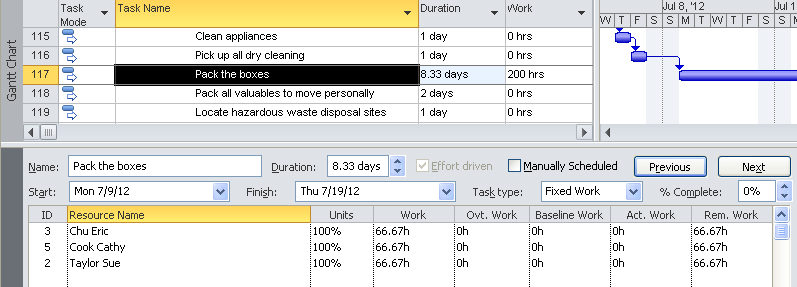 Gantt Chart
Task Mode Task Name Duration Work Jul 8, '12 Jul 1
W T F S S M T W T F S S M
115 Clean appliances 1 day 0 hrs
116 Pick up all dry cleaning 1 day 0 hrs
117 Pack the boxes 8.33 days 200 hrs
118 Pack all valuables to move personally 2 days 0 hrs
119 Locate hazardous waste disposal sites 1 day 0 hrs
Name: Pack the boxes Duration: 8.33 days Effort driven Manually Scheduled Previous Next
Start: Mon 7/9/12 Finish: Thu 7/19/12 Task type: Fixed Work % Complete: 0%
ID Resource Name Units Work Ovt. Work Baseline Work Act. Work Rem. Work
3 Chu Eric 100% 66.67h 0h 0h 0h 66.67h
5 Cook Cathy 100% 66.67h 0h 0h 0h 66.67h
2 Taylor Sue 100% 66.67h 0h 0h 0h 66.67h